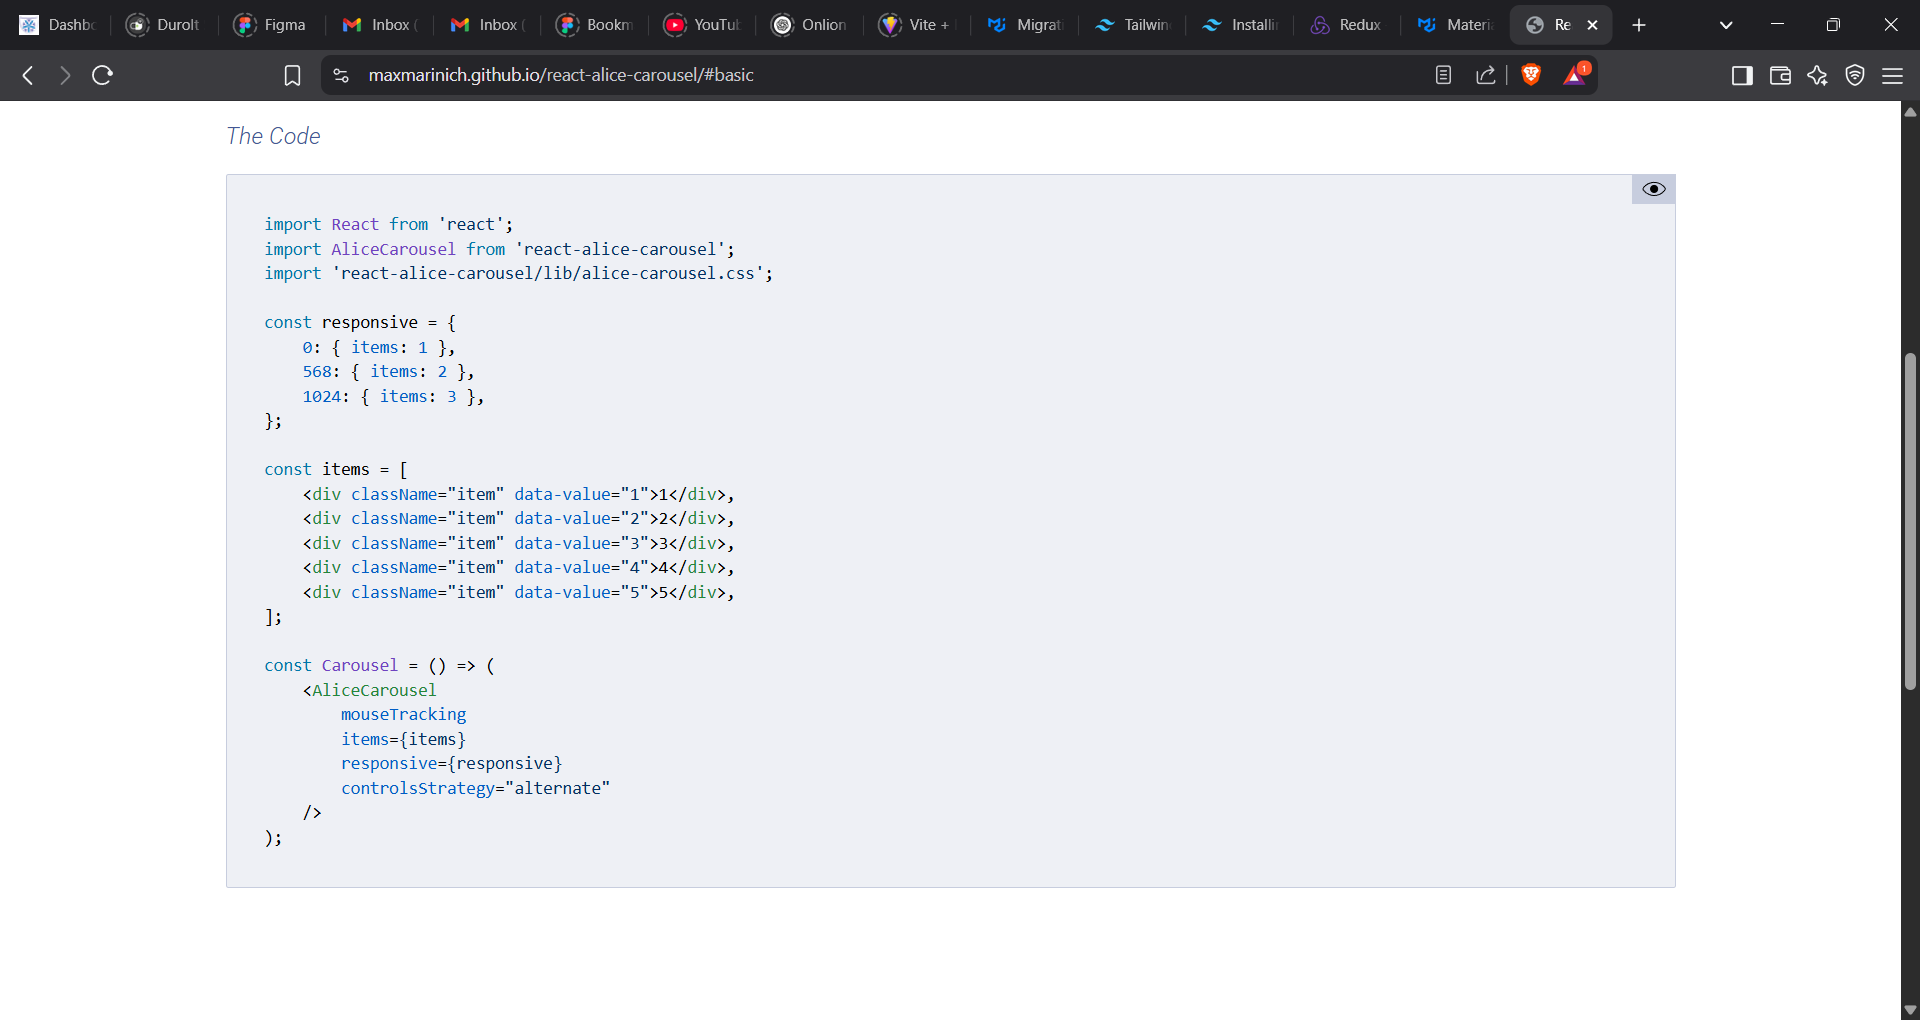 Dashb
Durolt
Figma
Inbox (
Inbox (
Bookm
YouTu
Onlion
Vite +
Migrat
Tailwin
Installi
Redux
Materi
Re
maxmarinich.github.io/react-alice-carousel/#basic
1
The Code
import React from 'react';
import AliceCarousel from 'react-alice-carousel';
import 'react-alice-carousel/lib/alice-carousel.css';
const responsive = {
    0: { items: 1 },
    568: { items: 2 },
    1024: { items: 3 },
};
const items = [
    <div className="item" data-value="1">1</div>,
    <div className="item" data-value="2">2</div>,
    <div className="item" data-value="3">3</div>,
    <div className="item" data-value="4">4</div>,
    <div className="item" data-value="5">5</div>,
];
const Carousel = () => (
    <AliceCarousel
        mouseTracking
        items={items}
        responsive={responsive}
        controlsStrategy="alternate"
    />
);